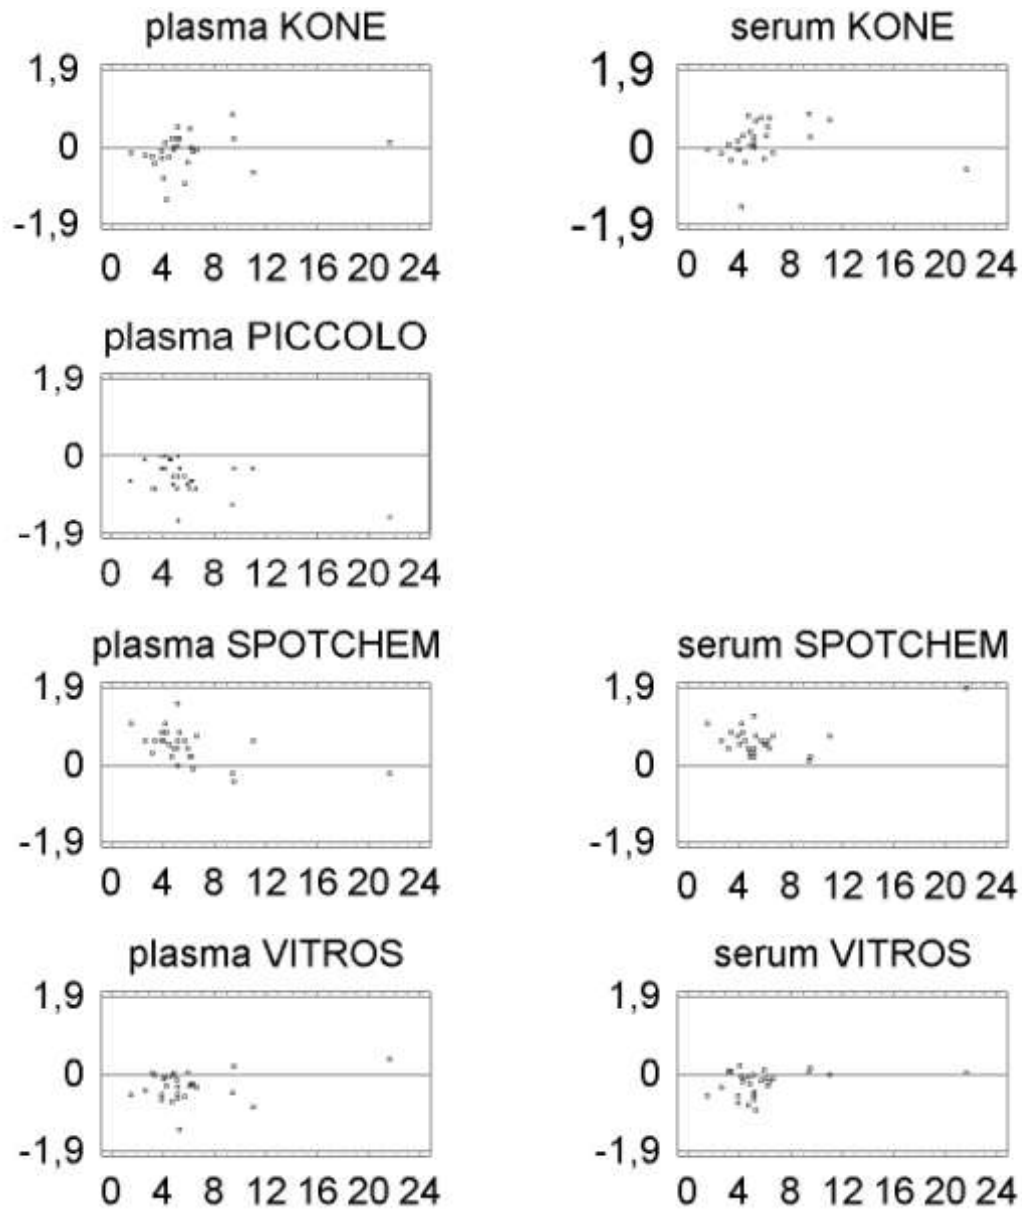 plasma KONE
1,9
0
-1,9
0 4 8 12 16 20 24
serum KONE
1,9
0
-1,9
0 4 8 12 16 20 24
plasma PICCOLO
1,9
0
-1,9
0 4 8 12 16 20 24
plasma SPOTCHEM
1,9
0
-1,9
0 4 8 12 16 20 24
serum SPOTCHEM
1,9
0
-1,9
0 4 8 12 16 20 24
plasma VITROS
1,9
0
-1,9
0 4 8 12 16 20 24
serum VITROS
1,9
0
-1,9
0 4 8 12 16 20 24